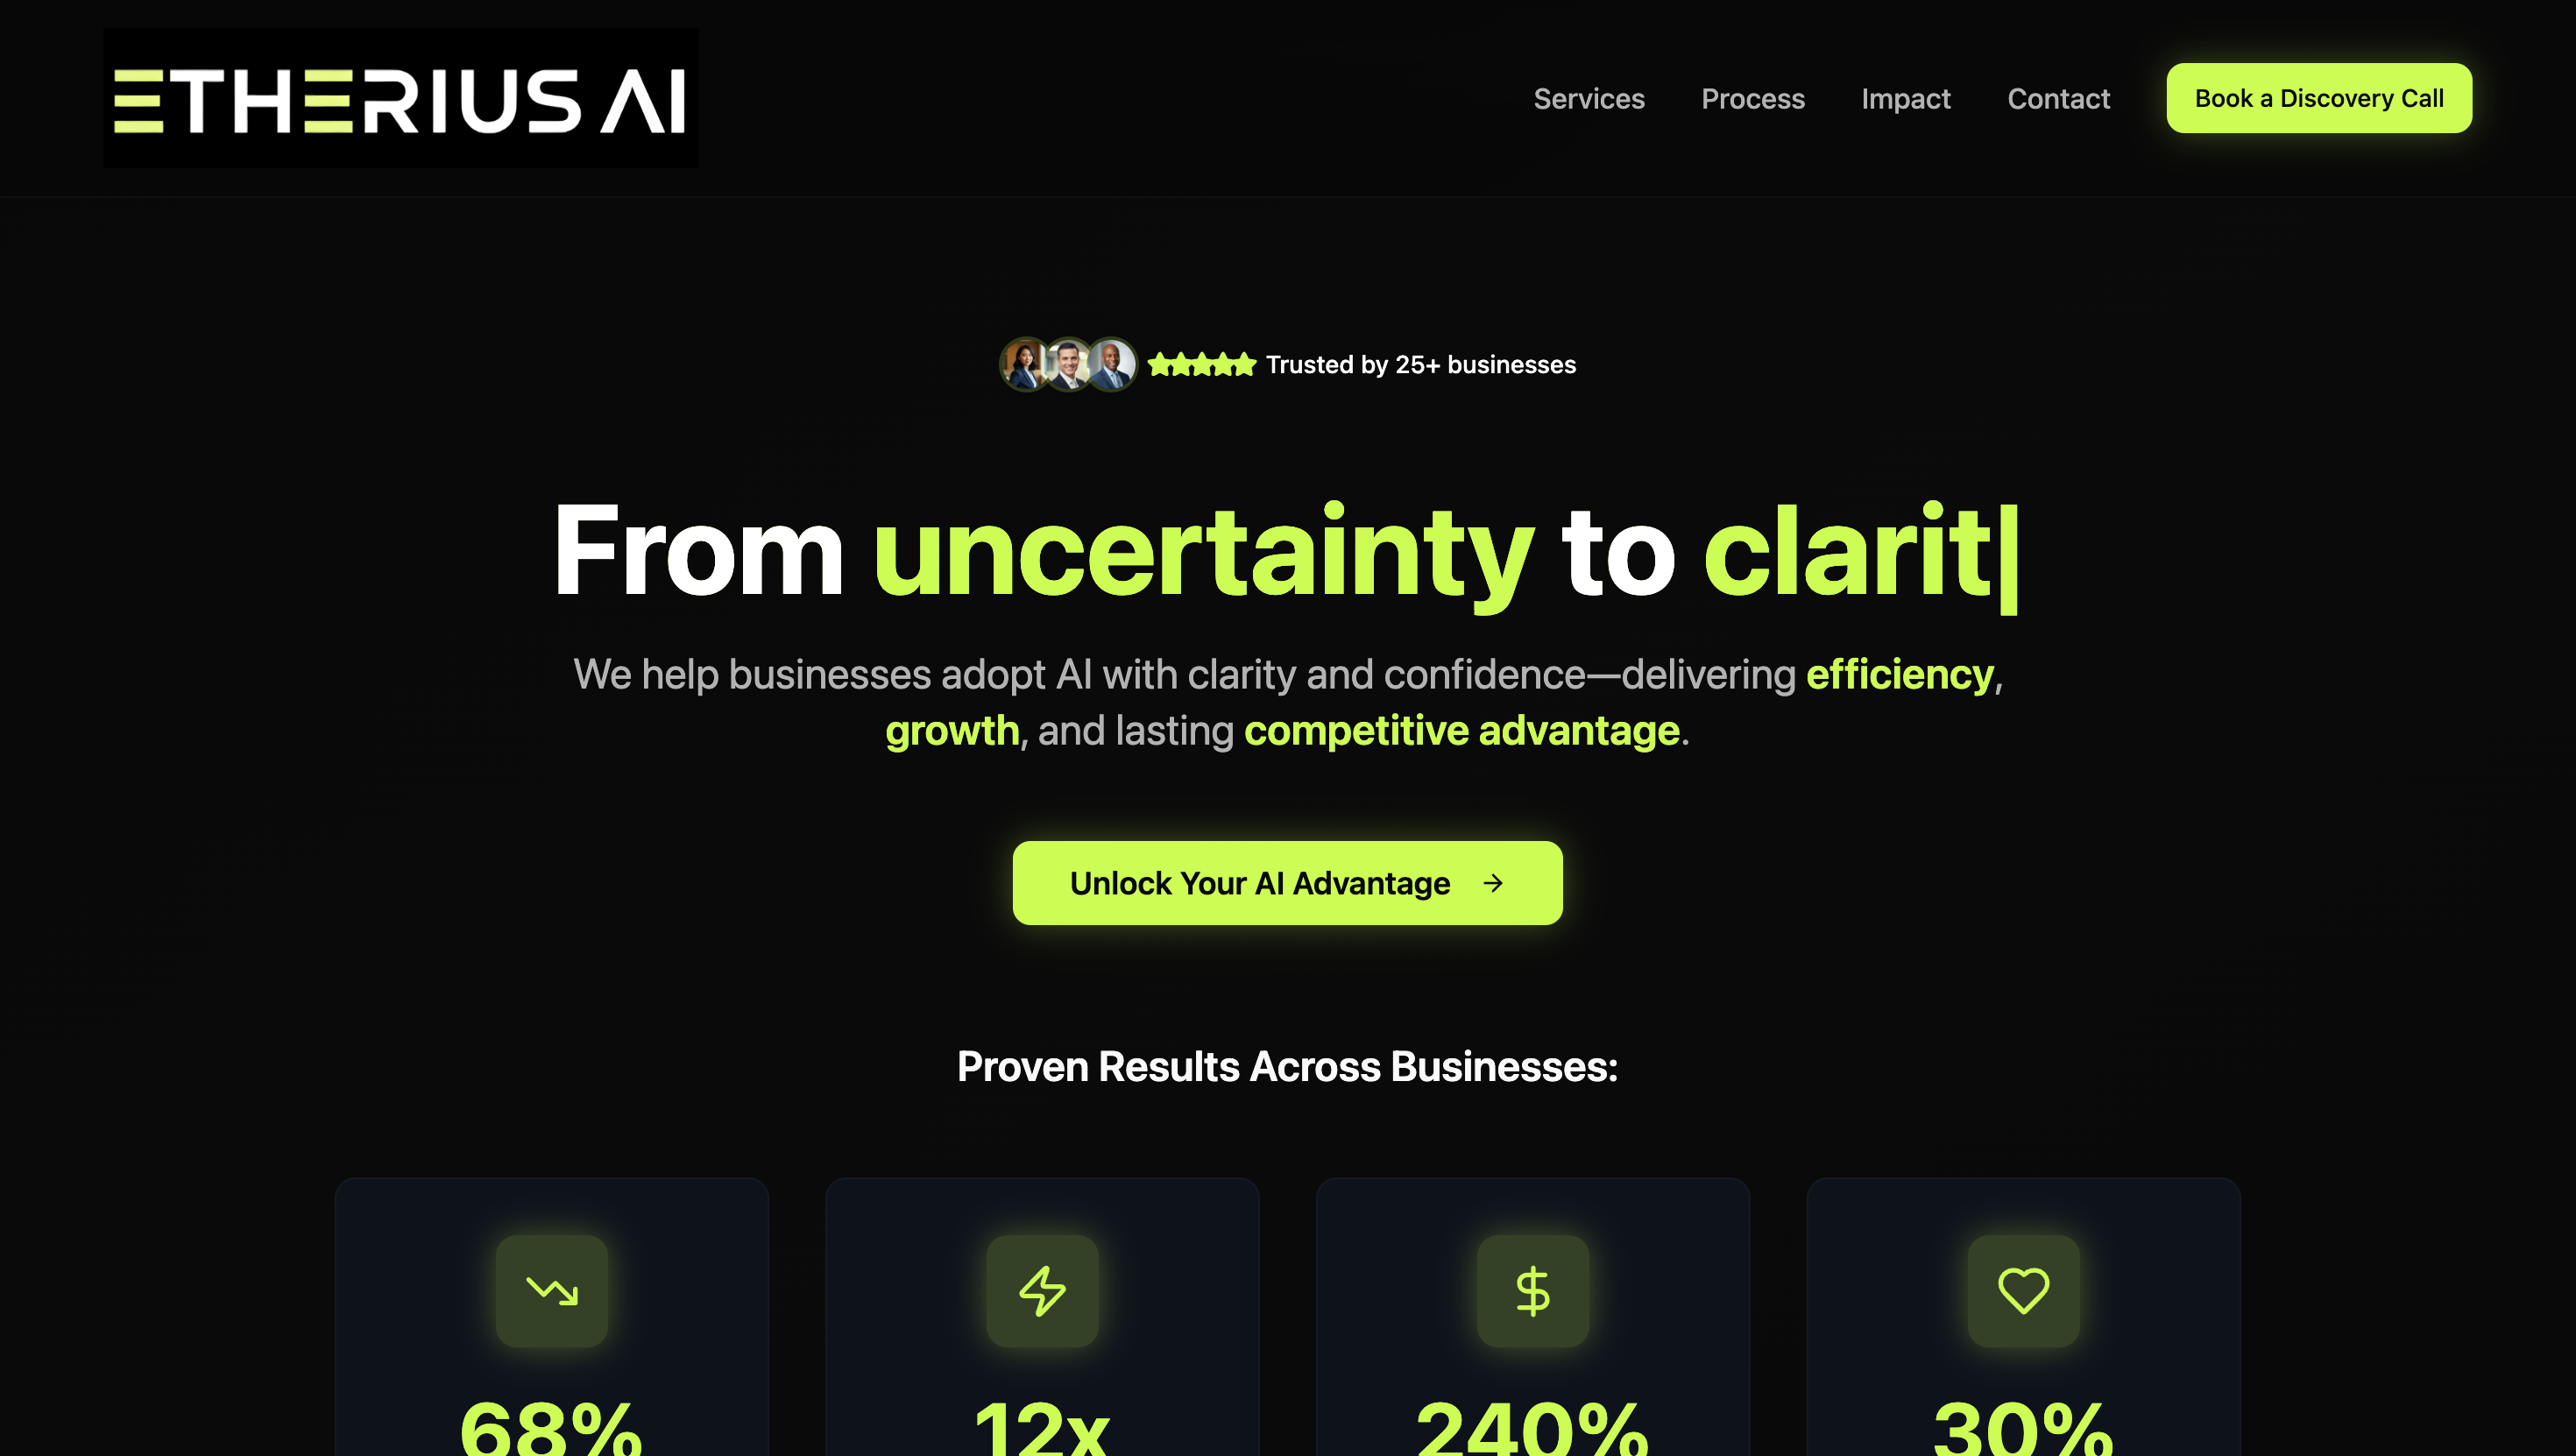 ETHERIUS AI
Services Process Impact Contact Book a Discovery Call
Trusted by 25+ businesses
From uncertainty to clarit|
We help businesses adopt AI with clarity and confidence—delivering efficiency,
growth, and lasting competitive advantage.
Unlock Your AI Advantage →
Proven Results Across Businesses:
68% 12x 240% 30%